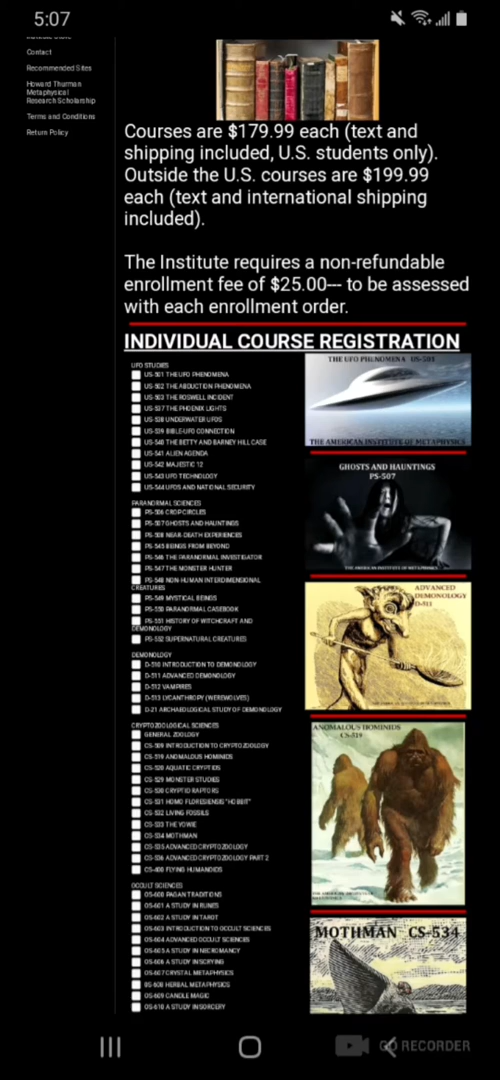 5:07
Contact
Recommended Sites
Howard Thurman
Metaphysical
Research Scholarship
Terms and Conditions
Return Policy
Courses are $179.99 each (text and
shipping included, U.S. students only).
Outside the U.S. courses are $199.99
each (text and international shipping
included).
The Institute requires a non-refundable
enrollment fee of $25.00--- to be assessed
with each enrollment order.
INDIVIDUAL COURSE REGISTRATION
UFO STUDIES
US-501 THE UFO PHENOMENA
US-502 THE ABDUCTION PHENOMENA
US-503 THE ROSWELL INCIDENT
US-537 THE PHOENIX LIGHTS
US-538 UNDERWATER UFOS
US-539 BIBLE-UFO CONNECTION
US-540 THE BETTY AND BARNEY HILL CASE
US-541 ALIEN AGENDA
US-542 MAJESTIC 12
US-543 UFO TECHNOLOGY
US-544 UFOS AND NATIONAL SECURITY
PARANORMAL SCIENCES
PS-506 CROP CIRCLES
PS-507 GHOSTS AND HAUNTINGS
PS-508 NEAR-DEATH EXPERIENCES
PS-545 BEINGS FROM BEYOND
PS-546 THE PARANORMAL INVESTIGATOR
PS-547 THE MONSTER HUNTER
PS-548 NON-HUMAN INTERDIMENSIONAL
CREATURES
PS-549 MYSTICAL BEINGS
PS-550 PARANORMAL CASEBOOK
PS-551 HISTORY OF WITCHCRAFT AND
DEMONOLOGY
PS-552 SUPERNATURAL CREATURES
DEMONOLOGY
D-510 INTRODUCTION TO DEMONOLOGY
D-511 ADVANCED DEMONOLOGY
D-512 VAMPIRES
D-513 LYCANTHROPY (WEREWOLVES)
D-21 ARCHAEOLOGICAL STUDY OF DEMONOLOGY
CRYPTOZOOLOGICAL SCIENCES
GENERAL ZOOLOGY
CS-509 INTRODUCTION TO CRYPTOZOOLOGY
CS-519 ANOMALOUS HOMINIDS
CS-528 AQUATIC CRYPTIDS
CS-529 MONSTER STUDIES
CS-530 CRYPTID RAPTORS
CS-531 HOMO FLORESIENSIS "HOBBIT"
CS-532 LIVING FOSSILS
CS-533 THE YOWIE
CS-534 MOTHMAN
CS-535 ADVANCED CRYPTOZOOLOGY
CS-536 ADVANCED CRYPTOZOOLOGY PART 2
CS-400 FLYING HUMANOIDS
OCCULT SCIENCES
OS-600 PAGAN TRADITIONS
OS-601 A STUDY IN RUNES
OS-602 A STUDY IN TAROT
OS-603 INTRODUCTION TO OCCULT SCIENCES
OS-604 ADVANCED OCCULT SCIENCES
OS-605 A STUDY IN NECROMANCY
OS-606 A STUDY IN SCRYING
OS-607 CRYSTAL METAPHYSICS
OS-608 HERBAL METAPHYSICS
OS-609 CANDLE MAGIC
OS-610 A STUDY IN SORCERY
THE UFO PHENOMENA US-501
THE AMERICAN INSTITUTE OF METAPHYSICS
GHOSTS AND HAUNTINGS
PS-507
THE AMERICAN INSTITUTE OF METAPHYSICS
ADVANCED
DEMONOLOGY
D-511
ANOMALOUS HOMINIDS
CS-519
MOTHMAN CS-534
RECORDER